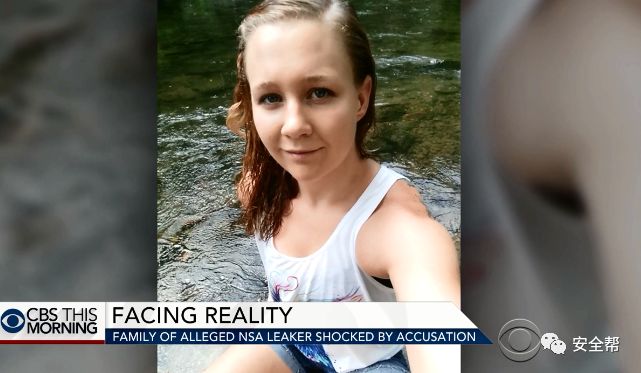 CBS THIS
MORNING
FACING REALITY
FAMILY OF ALLEGED NSA LEAKER SHOCKED BY ACCUSATION
安全帮